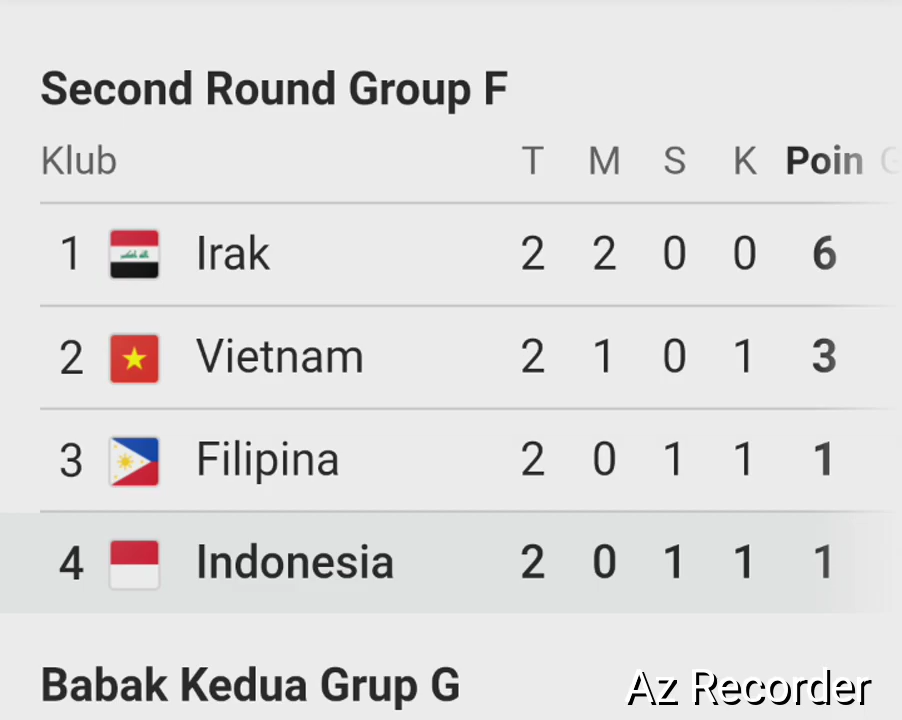 Second Round Group F
Klub T M S K Poin G
1 Irak 2 2 0 0 6
2 Vietnam 2 1 0 1 3
3 Filipina 2 0 1 1 1
4 Indonesia 2 0 1 1 1
Babak Kedua Grup G
Az Recorder